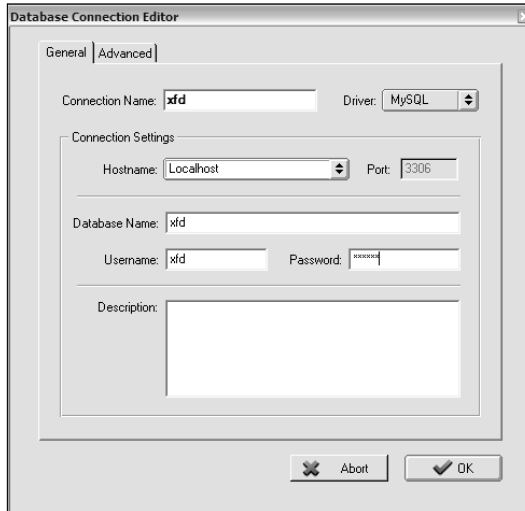 Database Connection Editor
General Advanced
Connection Name: xfd Driver: MySQL
Connection Settings
Hostname: Localhost Port: 3306
Database Name: xfd
Username: xfd Password: xxxxxx
Description:
Abort OK